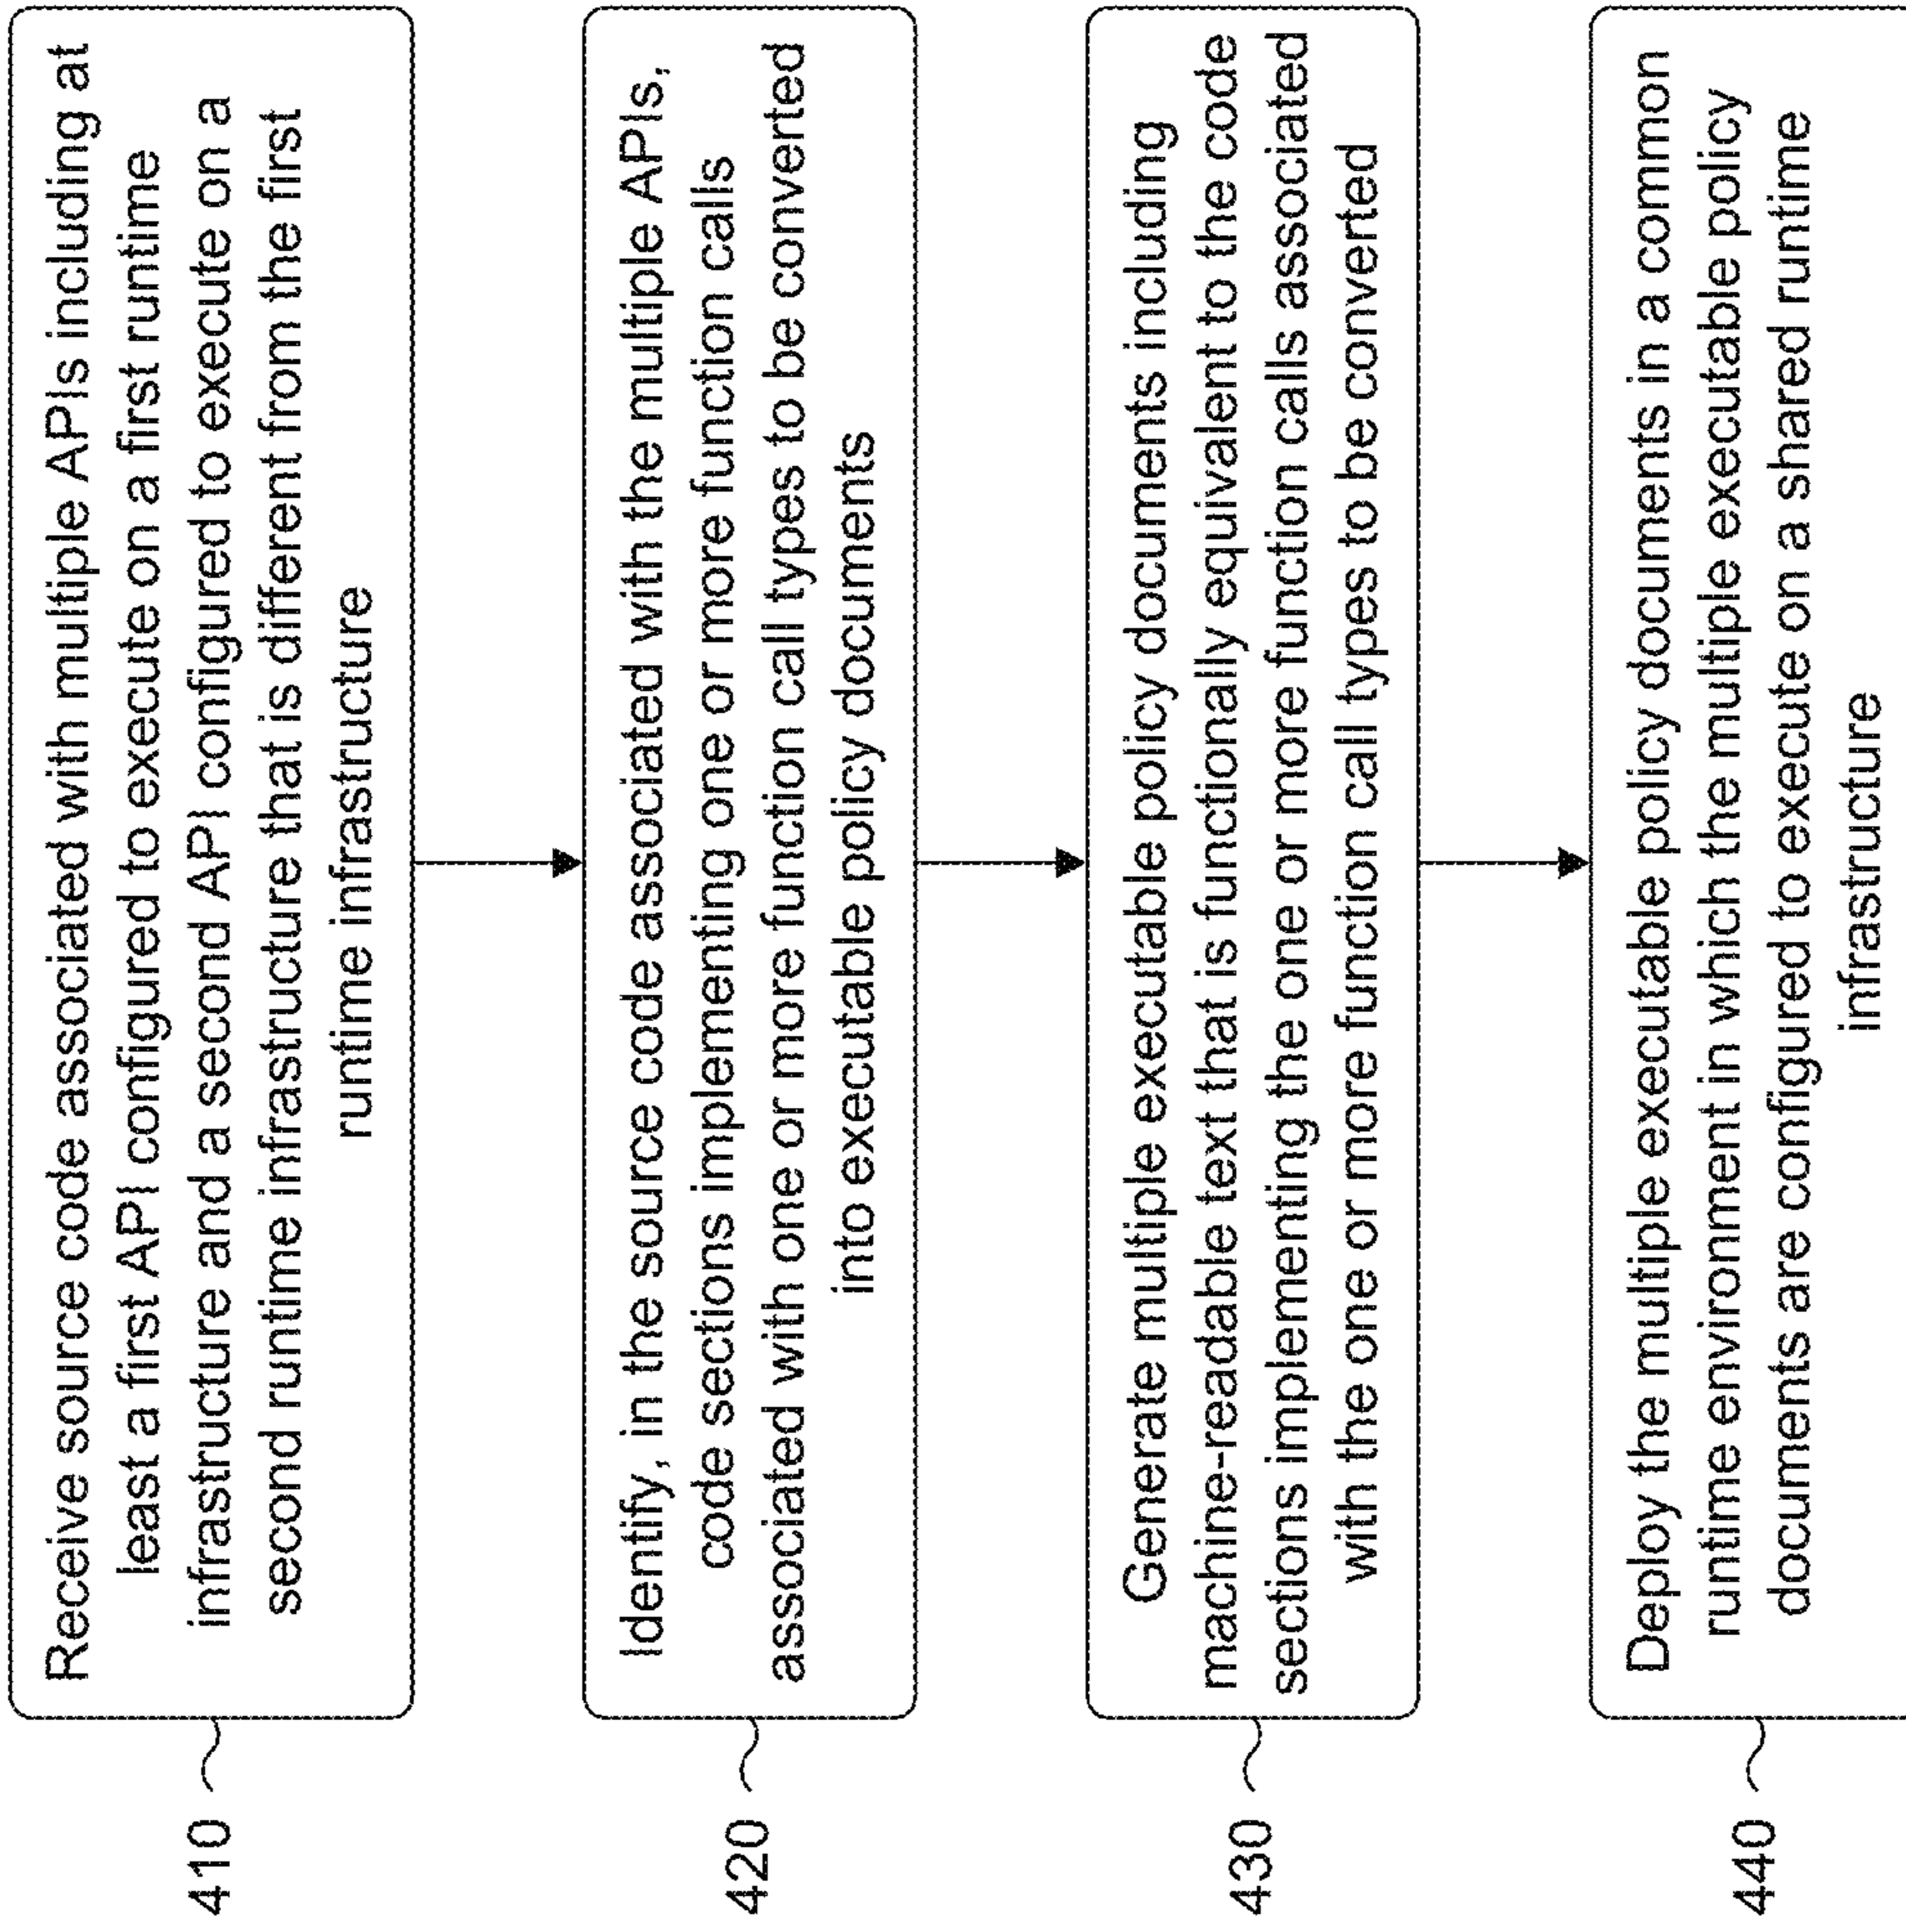 410
Receive source code associated with multiple APIs including at
least a first API configured to execute on a first runtime
infrastructure and a second API configured to execute on a
second runtime infrastructure that is different from the first
runtime infrastructure
420
Identify, in the source code associated with the multiple APIs,
code sections implementing one or more function calls
associated with one or more function call types to be converted
into executable policy documents
430
Generate multiple executable policy documents including
machine-readable text that is functionally equivalent to the code
sections implementing the one or more function calls associated
with the one or more function call types to be converted
440
Deploy the multiple executable policy documents in a common
runtime environment in which the multiple executable policy
documents are configured to execute on a shared runtime
infrastructure